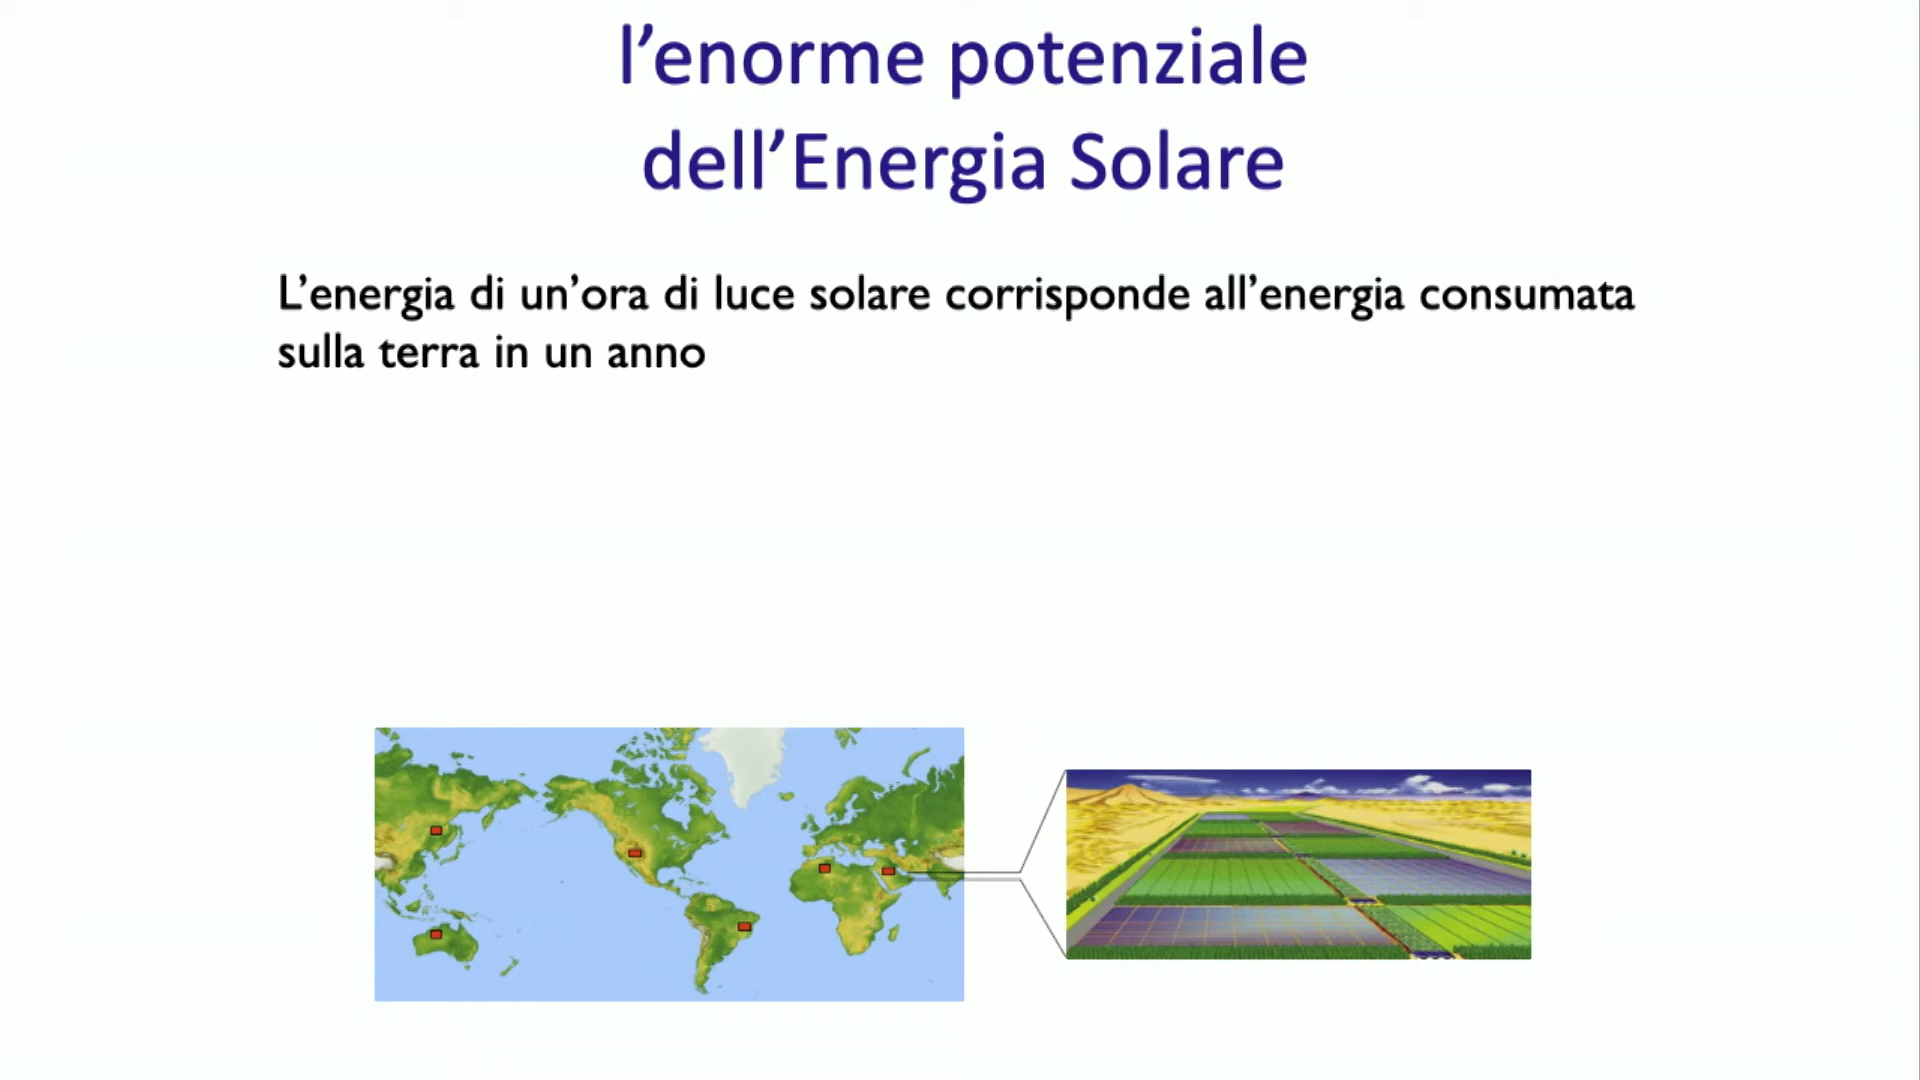 l’enorme potenziale
dell’Energia Solare
L’energia di un’ora di luce solare corrisponde all’energia consumata
sulla terra in un anno